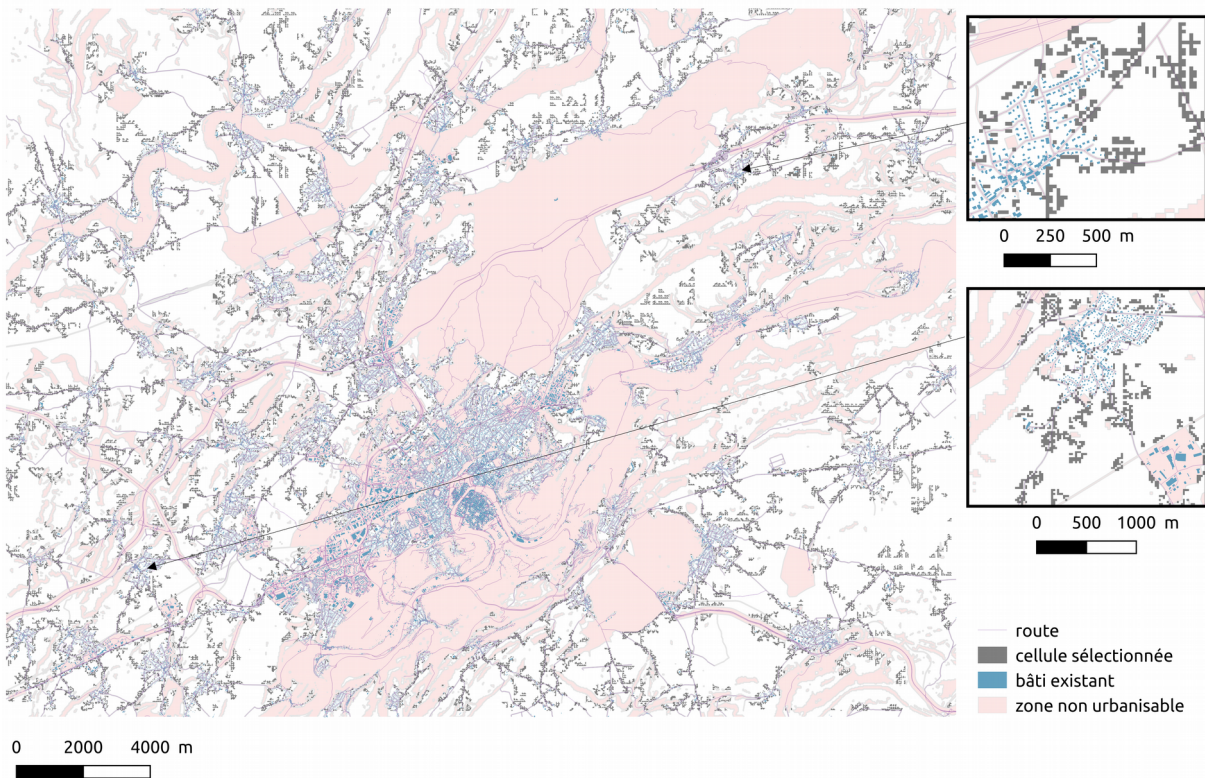 0 250 500 m
0 500 1000 m
route
cellule sélectionnée
bâti existant
zone non urbanisable
0 2000 4000 m